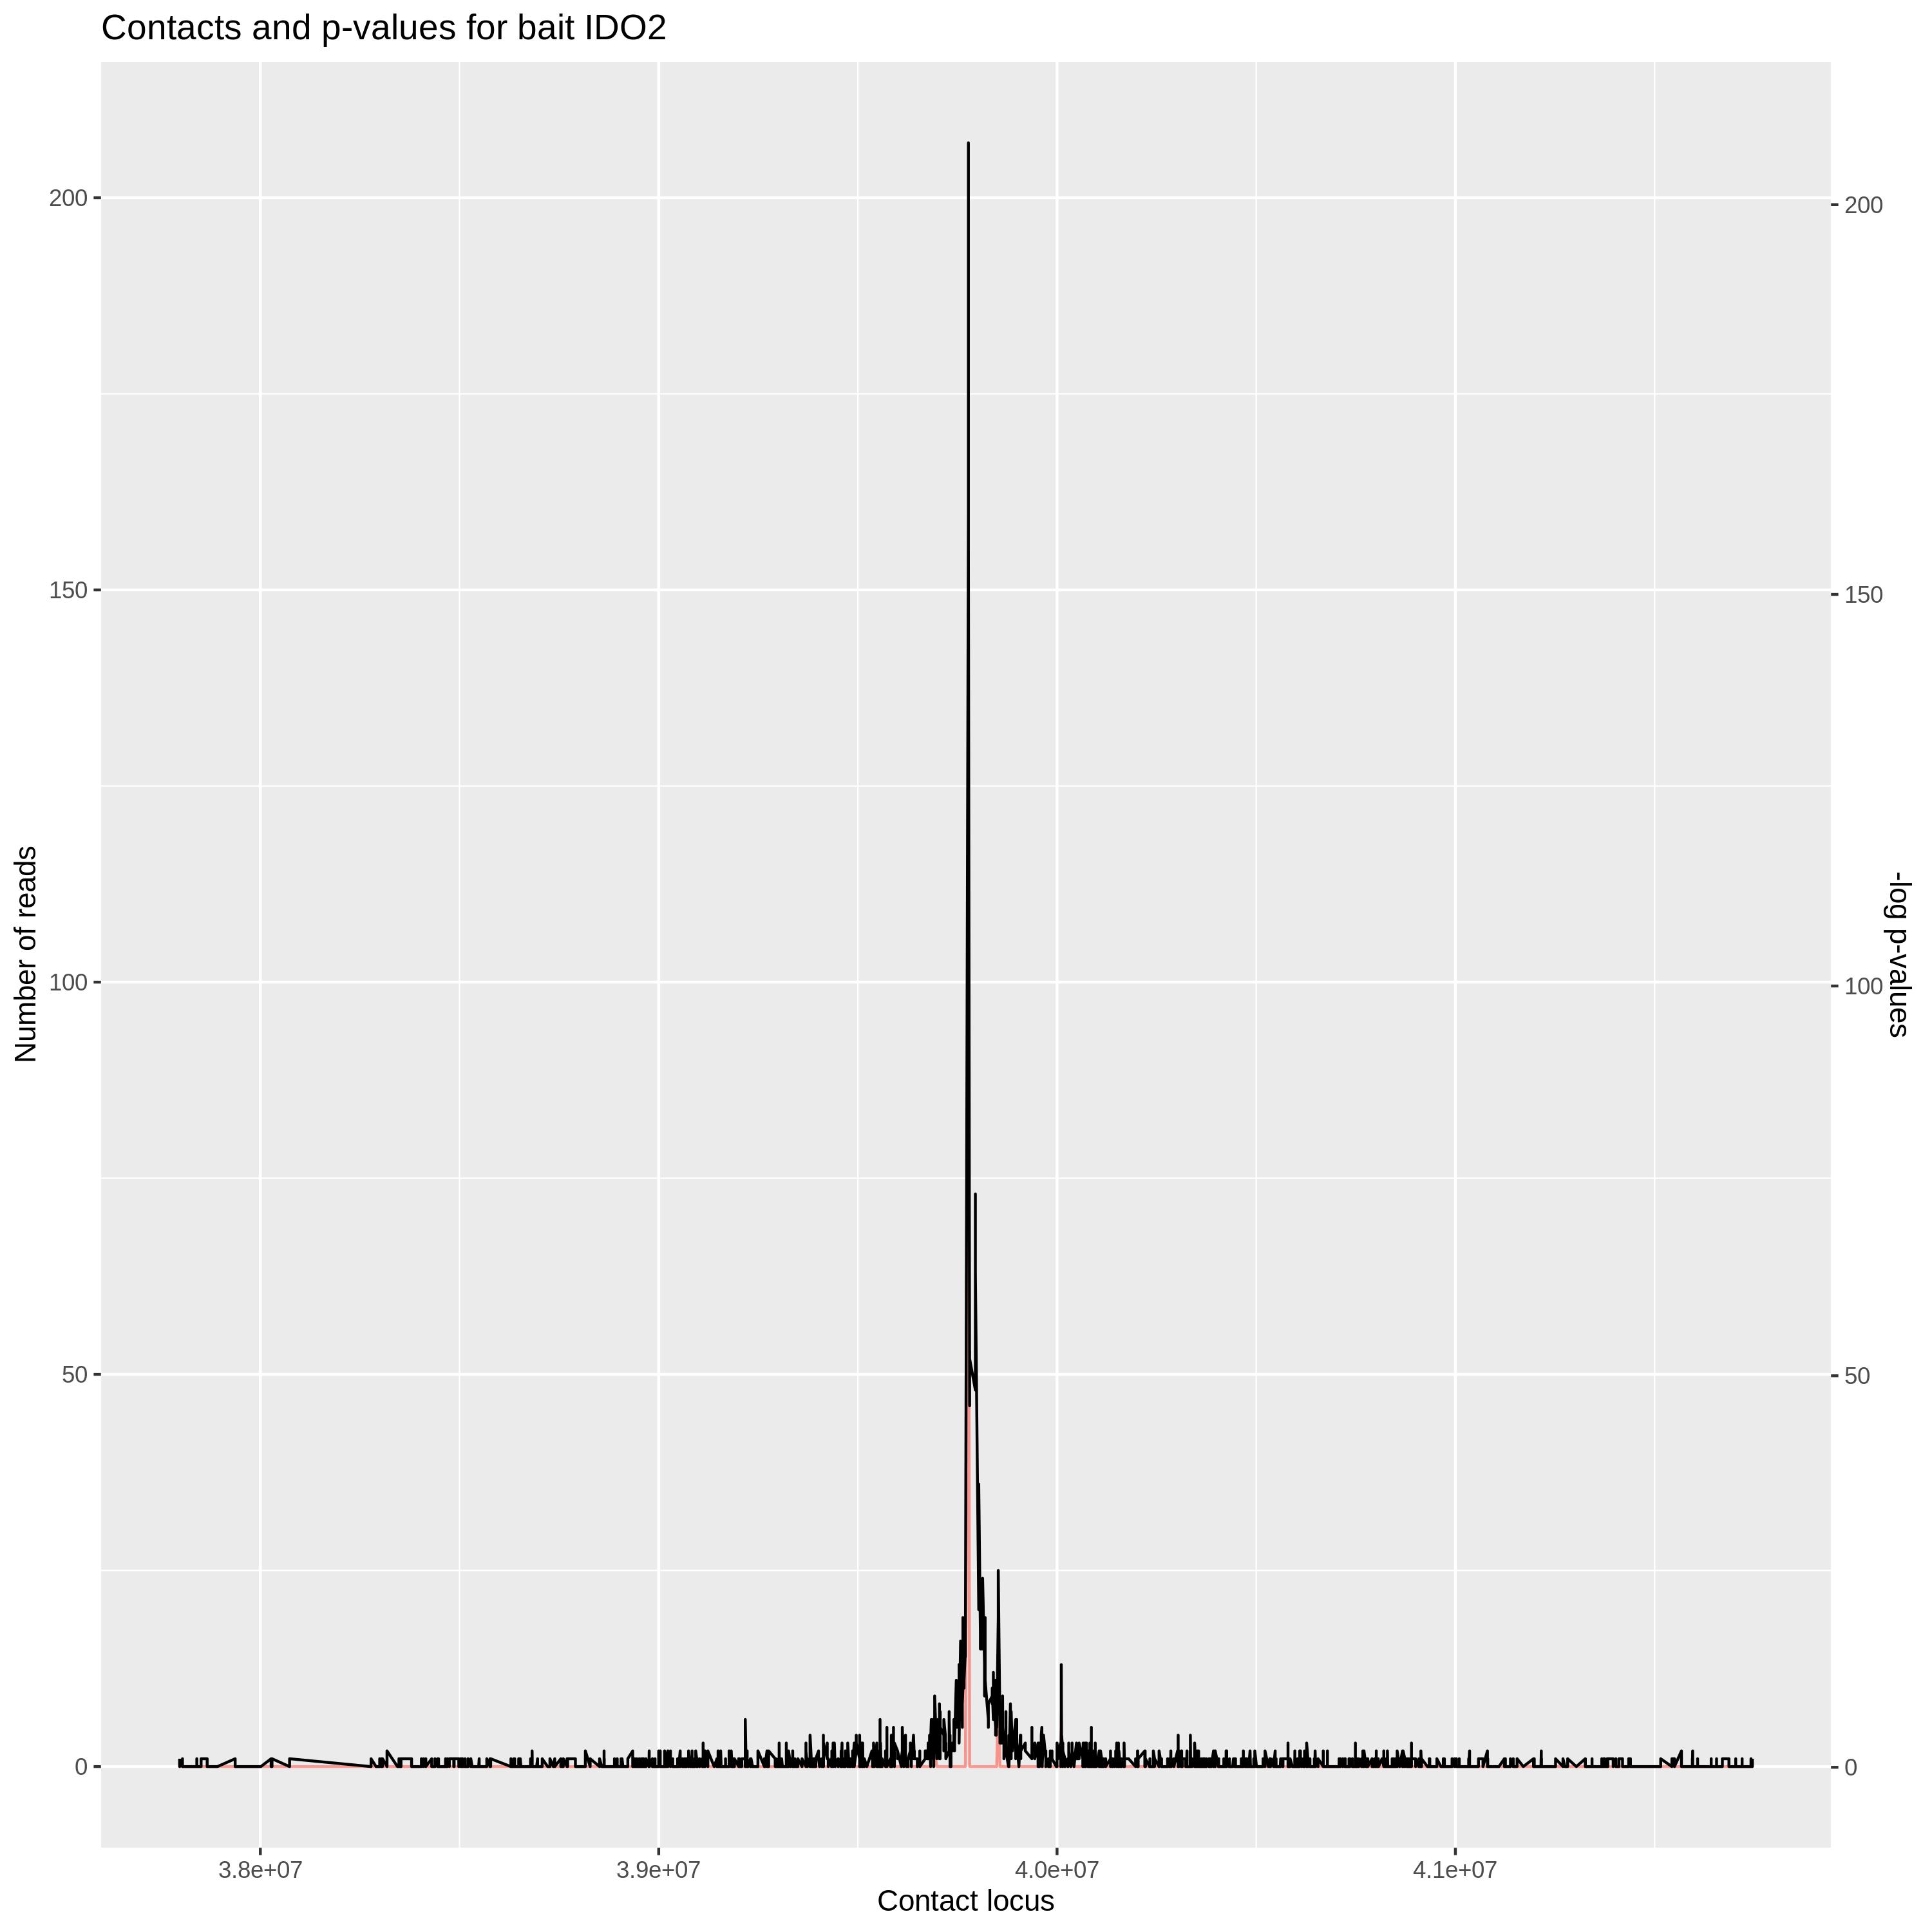 Contacts and p-values for bait IDO2
200
150
100
50
0
200
150
100
50
0
Number of reads
-log p-values
3.8e+07
3.9e+07
4.0e+07
4.1e+07
Contact locus